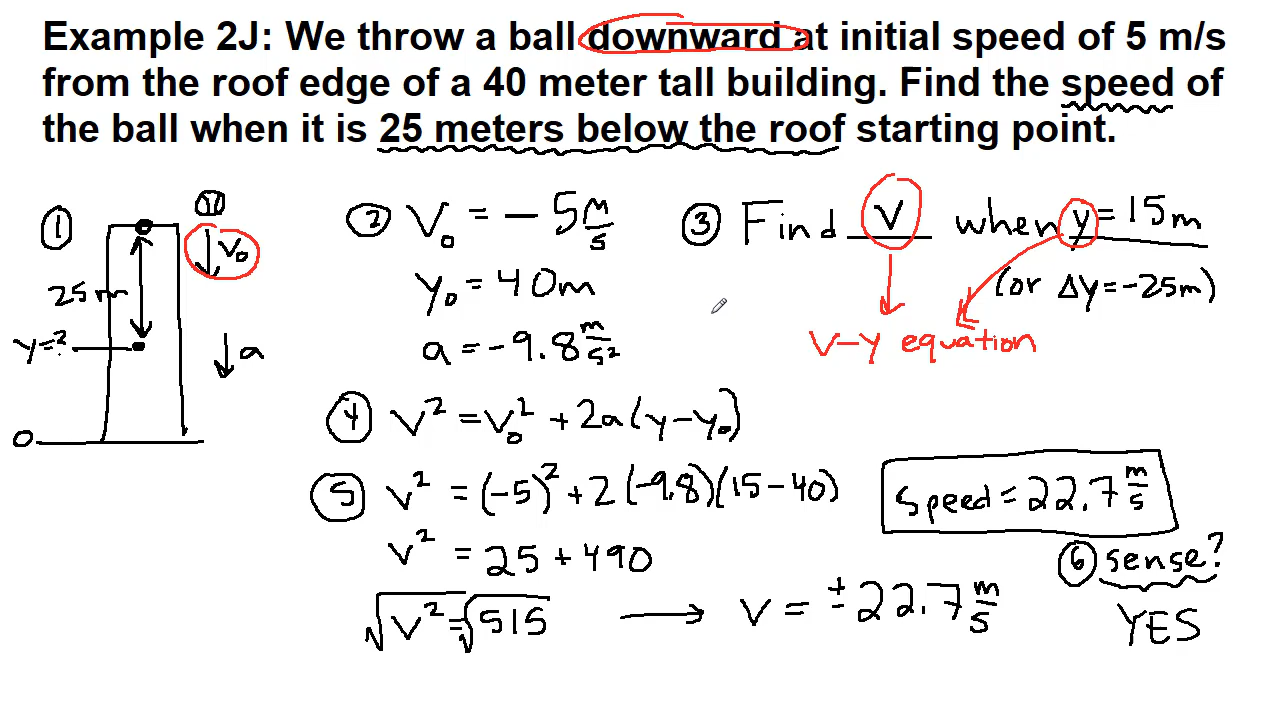 Example 2J: We throw a ball downward at initial speed of 5 m/s
from the roof edge of a 40 meter tall building. Find the speed of
the ball when it is 25 meters below the roof starting point.
① 
V₀
25 m
y=?
a
0
② V₀ = - 5 m/s
y₀ = 40m
a = -9.8 m/s²
③ Find V when y = 15m
(or Δy = -25m)
V-y equation
④ V² = V₀² + 2a(y-y₀)
⑤ V² = (-5)² + 2(-9.8)(15-40)
V² = 25 + 490
√V² = √515 → V = ±22.7 m/s
Speed = 22.7 m/s
⑥ sense?
YES